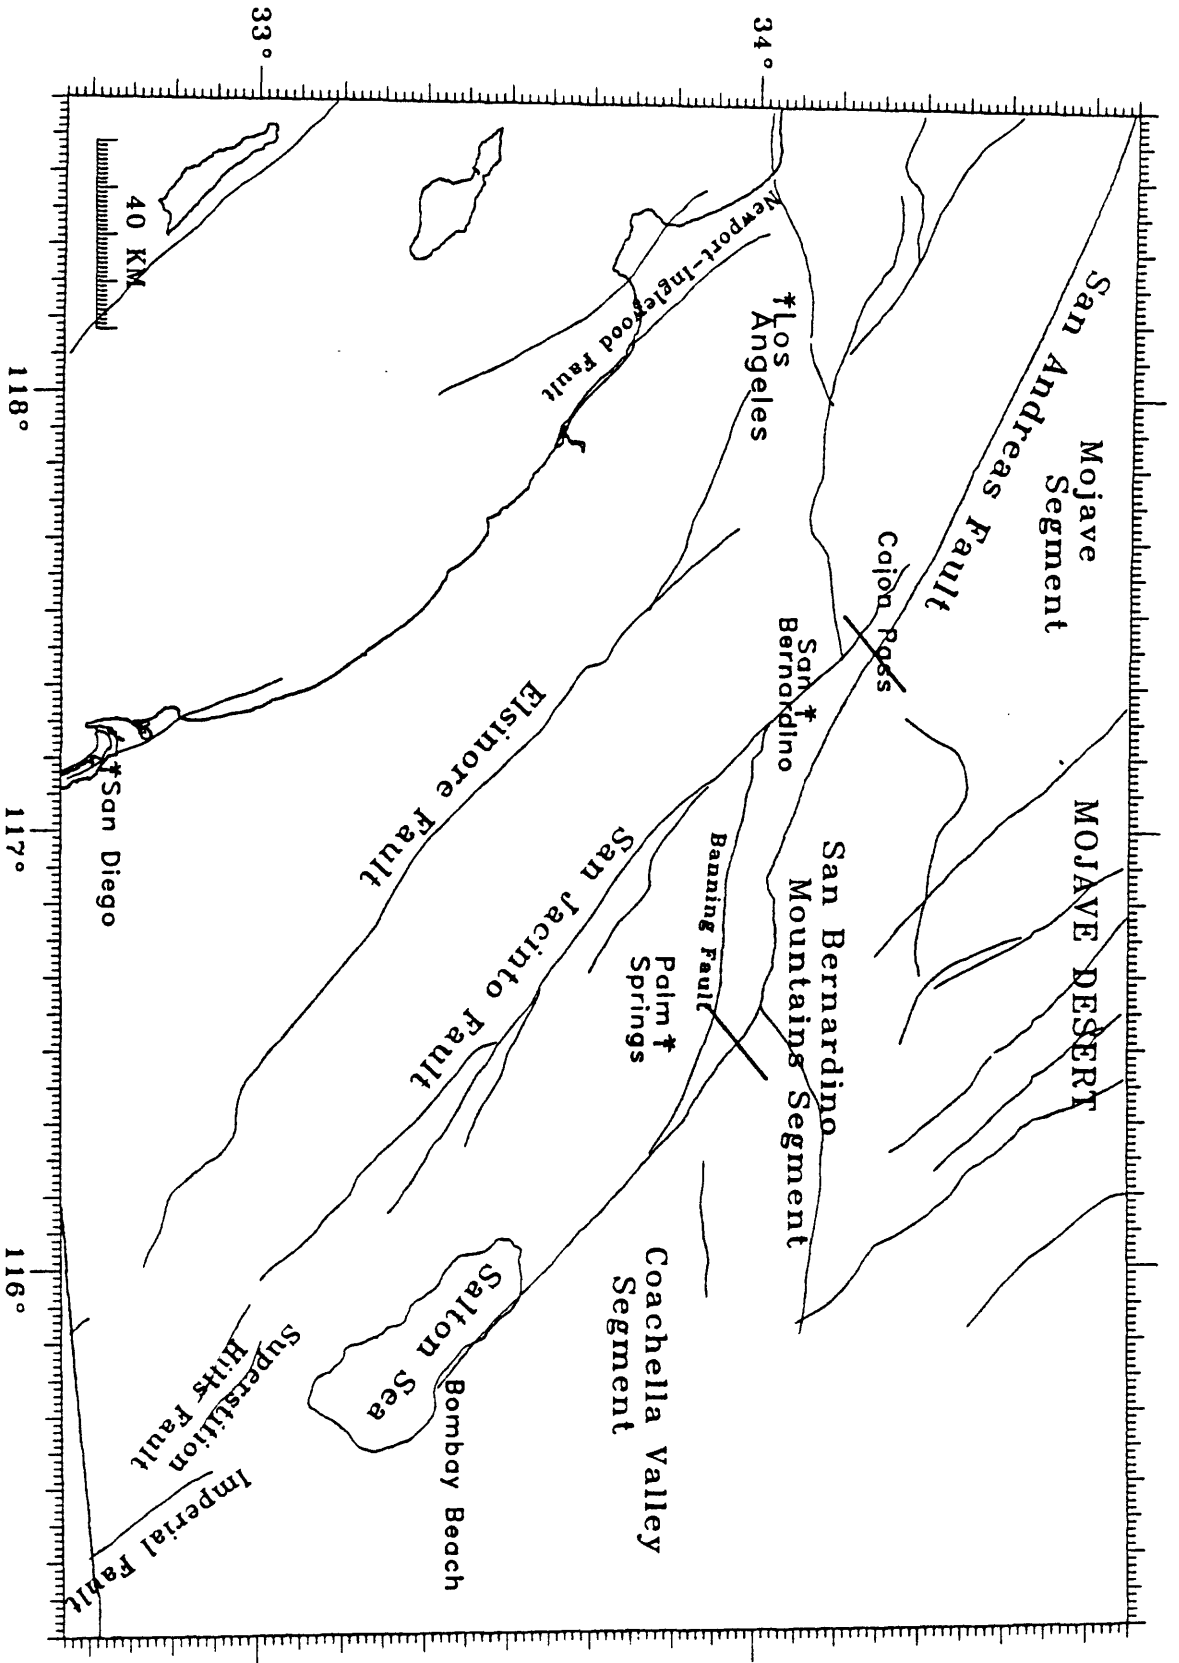 33°
34°
San Andreas Fault
Mojave
Segment
MOJAVE DESERT
Cajon Pass
Los
Angeles
Newport-Inglewood Fault
San
Bernardino
San Bernardino
Mountains Segment
Banning Fault
Palm
Springs
Elsinore Fault
San Jacinto Fault
Coachella Valley
Segment
Salton
Sea
Bombay Beach
San Diego
Superstition
Hills Fault
Imperial Fault
40 KM
118°
117°
116°